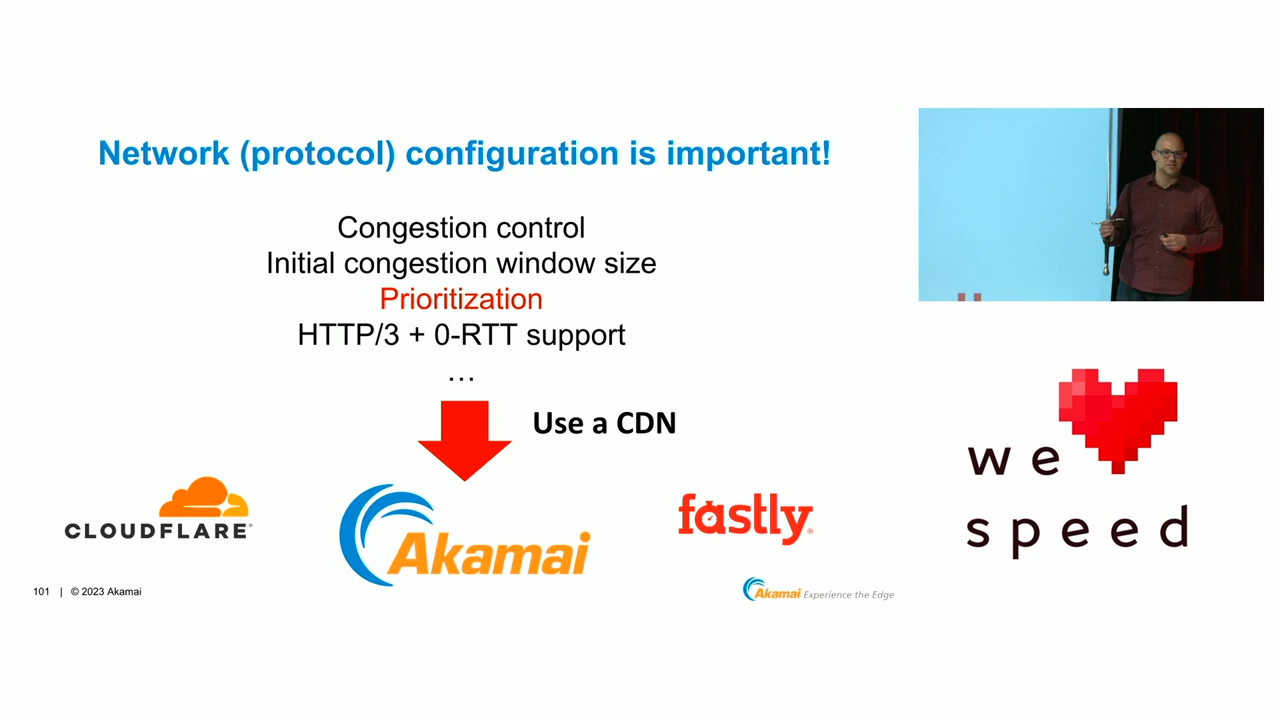 Network (protocol) configuration is important!
Congestion control
Initial congestion window size
Prioritization
HTTP/3 + 0-RTT support
…
Use a CDN
CLOUDFLARE
Akamai
fastly
101 | © 2023 Akamai
Akamai Experience the Edge
we
speed